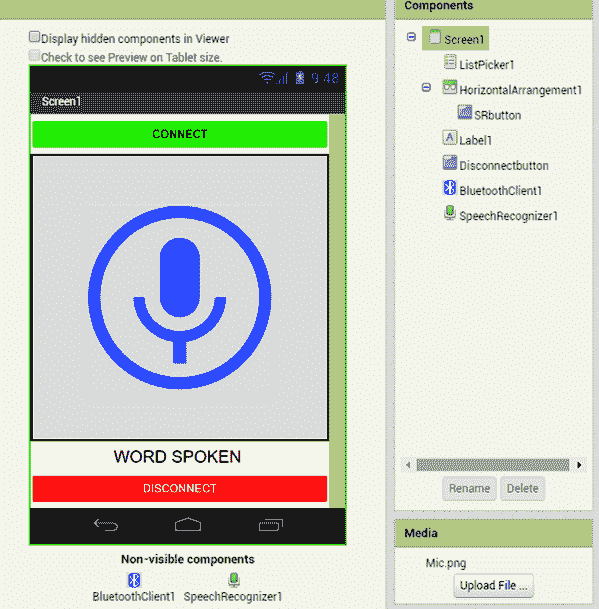 Components
Display hidden components in Viewer
Check to see Preview on Tablet size.
9:48
Screen1
CONNECT
WORD SPOKEN
DISCONNECT
Non-visible components
BluetoothClient1 SpeechRecognizer1
Screen1
ListPicker1
HorizontalArrangement1
SRbutton
Label1
Disconnectbutton
BluetoothClient1
SpeechRecognizer1
Rename Delete
Media
Mic.png
Upload File ...